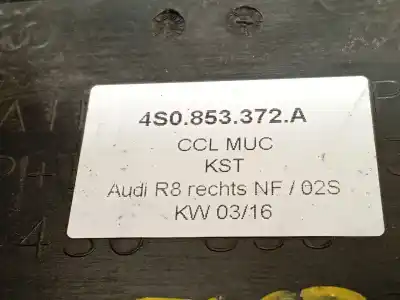 4S0.853.372.A
CCL MUC
KST
Audi R8 rechts NF / 02S
KW 03/16